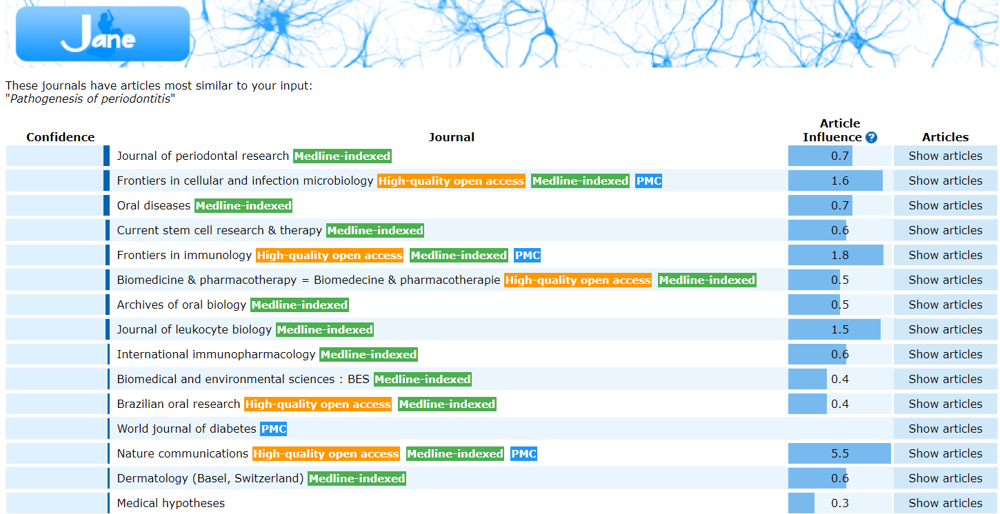 Jane
These journals have articles most similar to your input:
"Pathogenesis of periodontitis"
Confidence Journal Article Influence ? Articles
Journal of periodontal research Medline-indexed 0.7 Show articles
Frontiers in cellular and infection microbiology High-quality open access Medline-indexed PMC 1.6 Show articles
Oral diseases Medline-indexed 0.7 Show articles
Current stem cell research & therapy Medline-indexed 0.6 Show articles
Frontiers in immunology High-quality open access Medline-indexed PMC 1.8 Show articles
Biomedicine & pharmacotherapy = Biomedecine & pharmacotherapie High-quality open access Medline-indexed 0.5 Show articles
Archives of oral biology Medline-indexed 0.5 Show articles
Journal of leukocyte biology Medline-indexed 1.5 Show articles
International immunopharmacology Medline-indexed 0.6 Show articles
Biomedical and environmental sciences : BES Medline-indexed 0.4 Show articles
Brazilian oral research High-quality open access Medline-indexed 0.4 Show articles
World journal of diabetes PMC Show articles
Nature communications High-quality open access Medline-indexed PMC 5.5 Show articles
Dermatology (Basel, Switzerland) Medline-indexed 0.6 Show articles
Medical hypotheses 0.3 Show articles